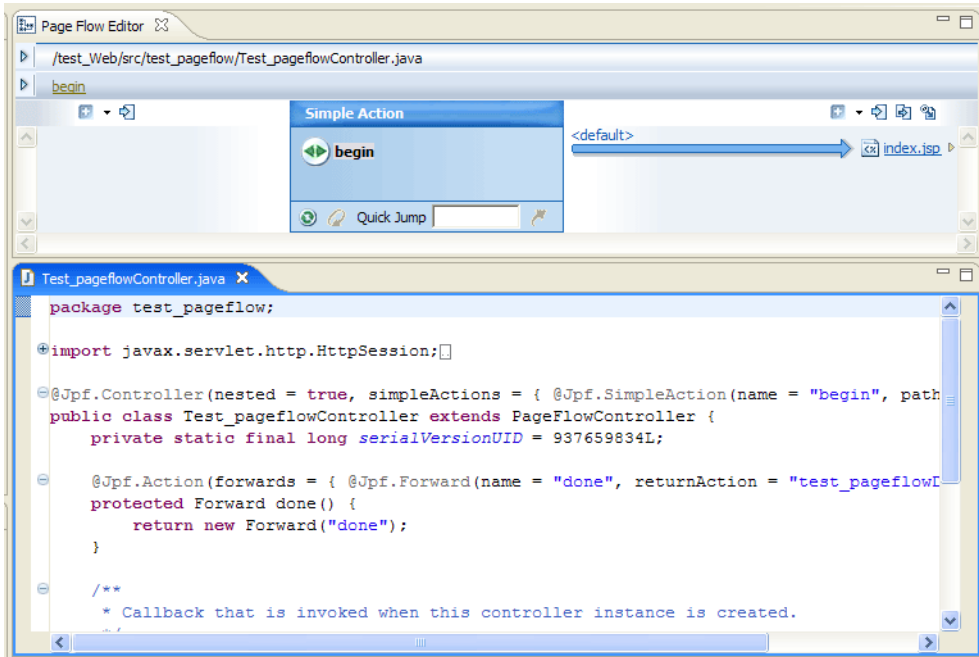 Page Flow Editor
/test_Web/src/test_pageflow/Test_pageflowController.java
begin
Simple Action
<default>
begin
index.jsp
Quick Jump
Test_pageflowController.java
package test_pageflow;
import javax.servlet.http.HttpSession;
@Jpf.Controller(nested = true, simpleActions = { @Jpf.SimpleAction(name = "begin", path
public class Test_pageflowController extends PageFlowController {
private static final long serialVersionUID = 937659834L;
@Jpf.Action(forwards = { @Jpf.Forward(name = "done", returnAction = "test_pageflowD
protected Forward done() {
return new Forward("done");
}
/**
* Callback that is invoked when this controller instance is created.